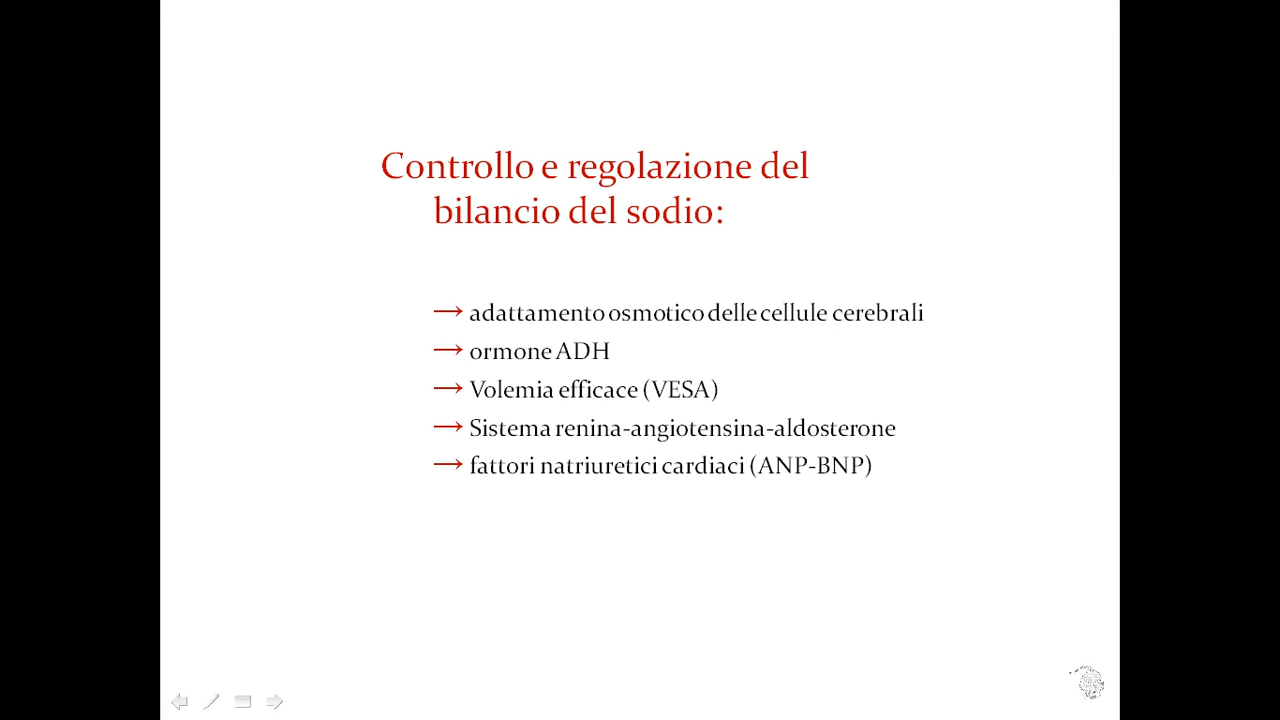 Controllo e regolazione del
bilancio del sodio:
→ adattamento osmotico delle cellule cerebrali
→ ormone ADH
→ Volemia efficace (VESA)
→ Sistema renina-angiotensina-aldosterone
→ fattori natriuretici cardiaci (ANP-BNP)